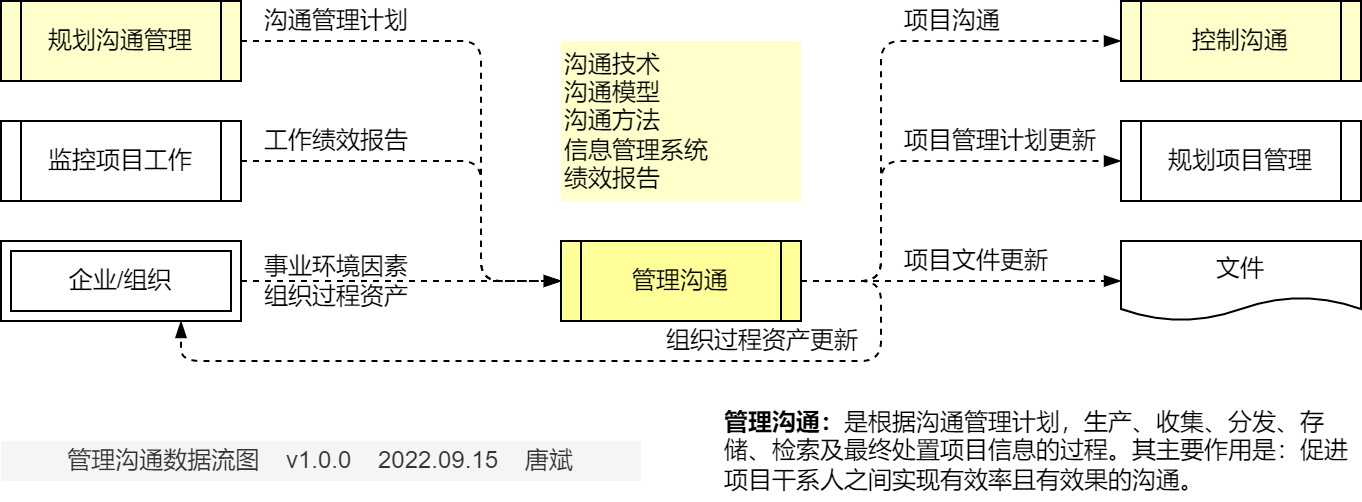 规划沟通管理
沟通管理计划
项目沟通
控制沟通
沟通技术
沟通模型
沟通方法
信息管理系统
绩效报告
监控项目工作
工作绩效报告
项目管理计划更新
规划项目管理
企业/组织
事业环境因素
组织过程资产
管理沟通
项目文件更新
文件
组织过程资产更新
管理沟通：是根据沟通管理计划，生产、收集、分发、存
储、检索及最终处置项目信息的过程。其主要作用是：促进
项目干系人之间实现有效率且有效果的沟通。
管理沟通数据流图 v1.0.0 2022.09.15 唐斌